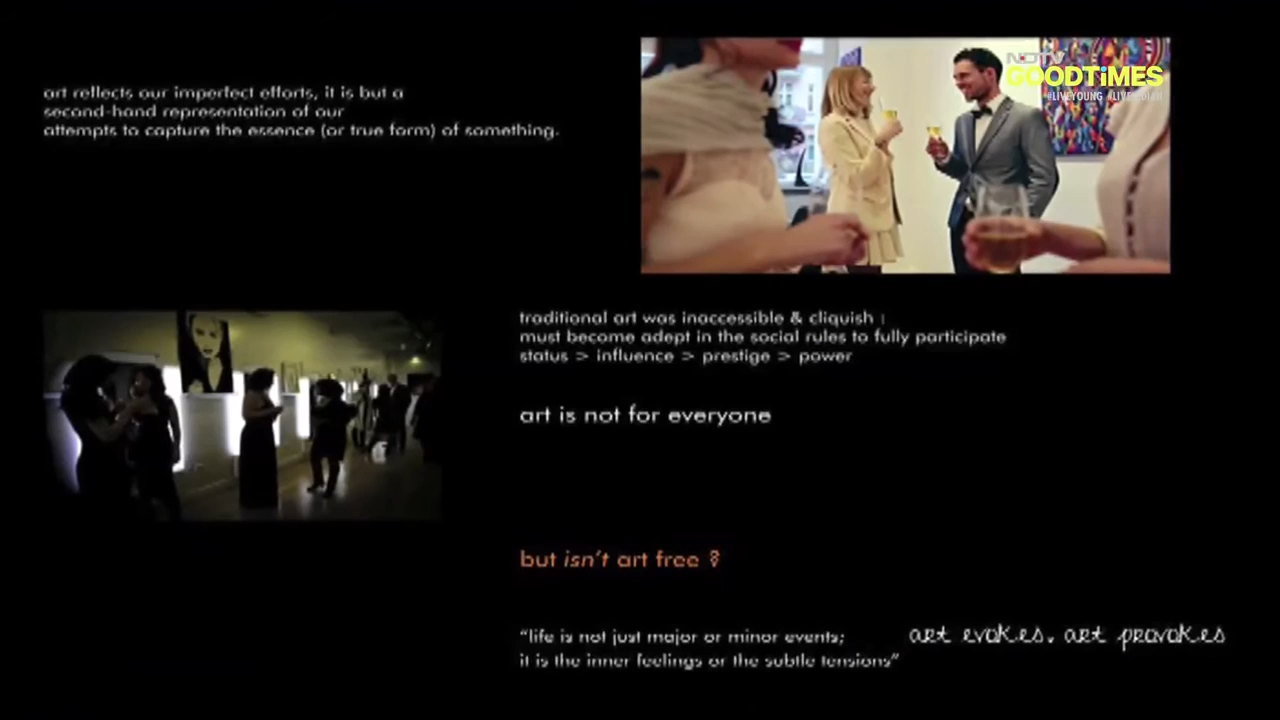 NDTV
GOODTiMES
#LIVEYOUNG #LIVEINDIAN
art reflects our imperfect efforts, it is but a
second-hand representation of our
attempts to capture the essence (or true form) of something.
traditional art was inaccessible & cliquish |
must become adept in the social rules to fully participate
status > influence > prestige > power
art is not for everyone
but isn't art free ?
"life is not just major or minor events;
it is the inner feelings or the subtle tensions"
art evokes. art provokes